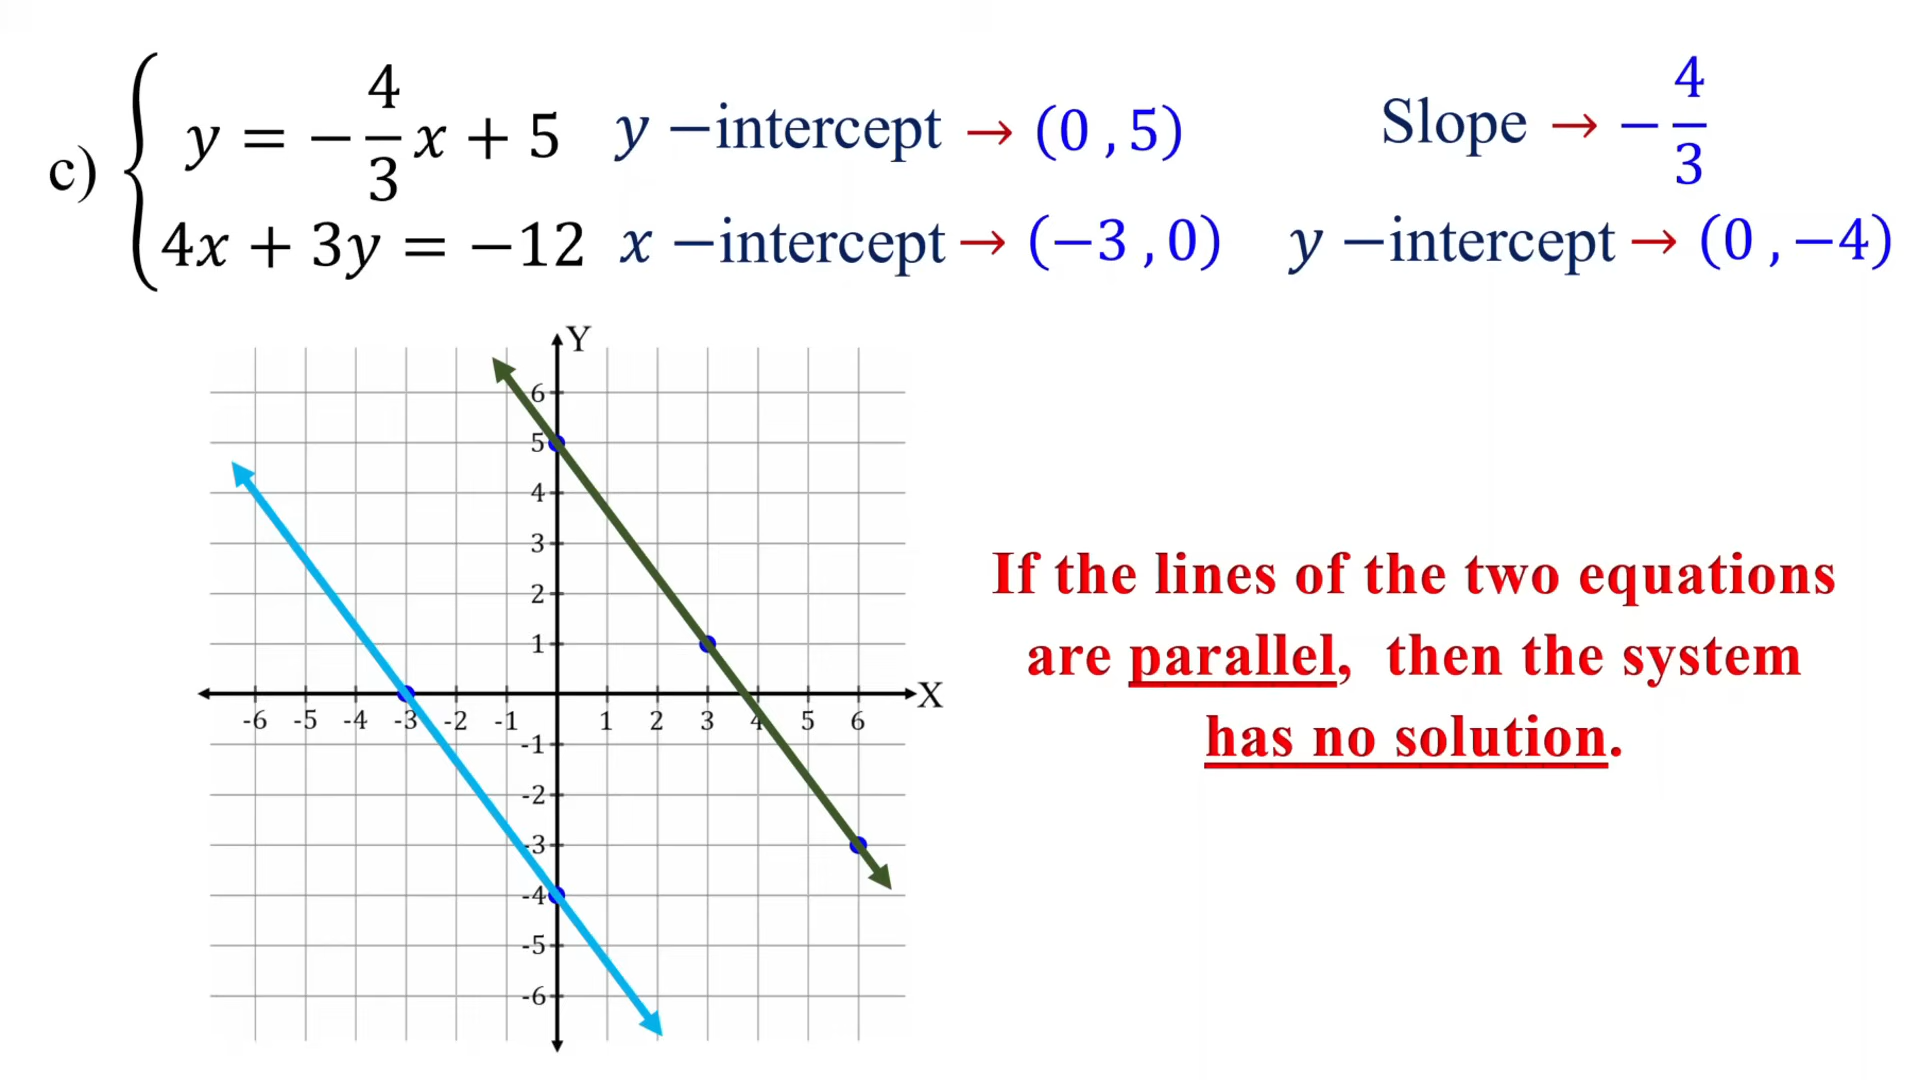 c) { y = −4/3 x + 5 y −intercept → (0 , 5) Slope → −4/3
4x + 3y = −12 x −intercept → (−3 , 0) y −intercept → (0 , −4)
Y
6
5
4
3
2
1
X
-6 -5 -4 -3 -2 -1 1 2 3 4 5 6
-1
-2
-3
-4
-5
-6
If the lines of the two equations
are parallel, then the system
has no solution.